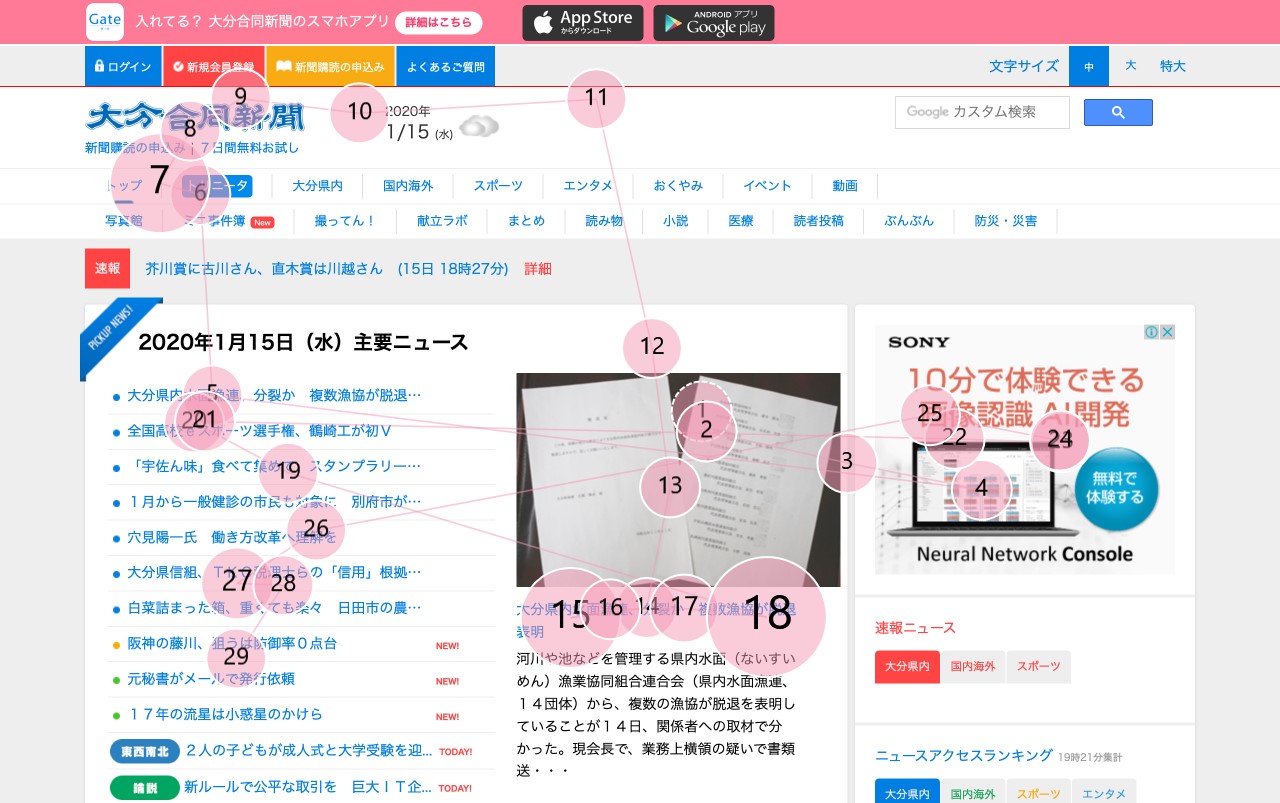 Gate
入れてる？ 大分合同新聞のスマホアプリ 詳細はこちら
App Store
からダウンロード
ANDROID アプリ
Google play
ログイン
新規会員登録
新聞購読の申込み
よくあるご質問
文字サイズ 中 大 特大
大分合同新聞
新聞購読の申込み｜７日間無料お試し
2020年
1/15 (水)
Google カスタム検索
トップ 大分県内 国内海外 スポーツ エンタメ おくやみ イベント 動画
写真館 ミニ事件簿 New 撮ってん！ 献立ラボ まとめ 読み物 小説 医療 読者投稿 ぶんぶん 防災・災害
速報 芥川賞に古川さん、直木賞は川越さん (15日 18時27分) 詳細
PICKUP NEWS!
2020年1月15日（水）主要ニュース
大分県内水面漁連、分裂か 複数漁協が脱退…
全国高校eスポーツ選手権、鶴崎工が初Ｖ
「宇佐ん味」食べて集めて スタンプラリー…
１月から一般健診の市民も対象に 別府市が…
穴見陽一氏 働き方改革へ理解を
大分県信組、ＴＫＣ税理士らの「信用」根拠…
白菜詰まった箱、重くても楽々 日田市の農…
阪神の藤川、狙うは防御率０点台 NEW!
元秘書がメールで発行依頼 NEW!
１７年の流星は小惑星のかけら NEW!
東西南北 ２人の子どもが成人式と大学受験を迎... TODAY!
論説 新ルールで公平な取引を 巨大ＩＴ企... TODAY!
大分県内水面漁連、分裂か 複数漁協が脱退
表明
河川や池などを管理する県内水面（ないすい
めん）漁業協同組合連合会（県内水面漁連、
１４団体）から、複数の漁協が脱退を表明し
ていることが１４日、関係者への取材で分
かった。現会長で、業務上横領の疑いで書類
送・・・
SONY
10分で体験できる
画像認識 AI開発
無料で
体験する
Neural Network Console
速報ニュース
大分県内 国内海外 スポーツ
ニュースアクセスランキング 19時21分集計
大分県内 国内海外 スポーツ エンタメ
1
2
3
4
5
6
7
8
9
10
11
12
13
14
15
16
17
18
19
20
21
22
24
25
26
27
28
29